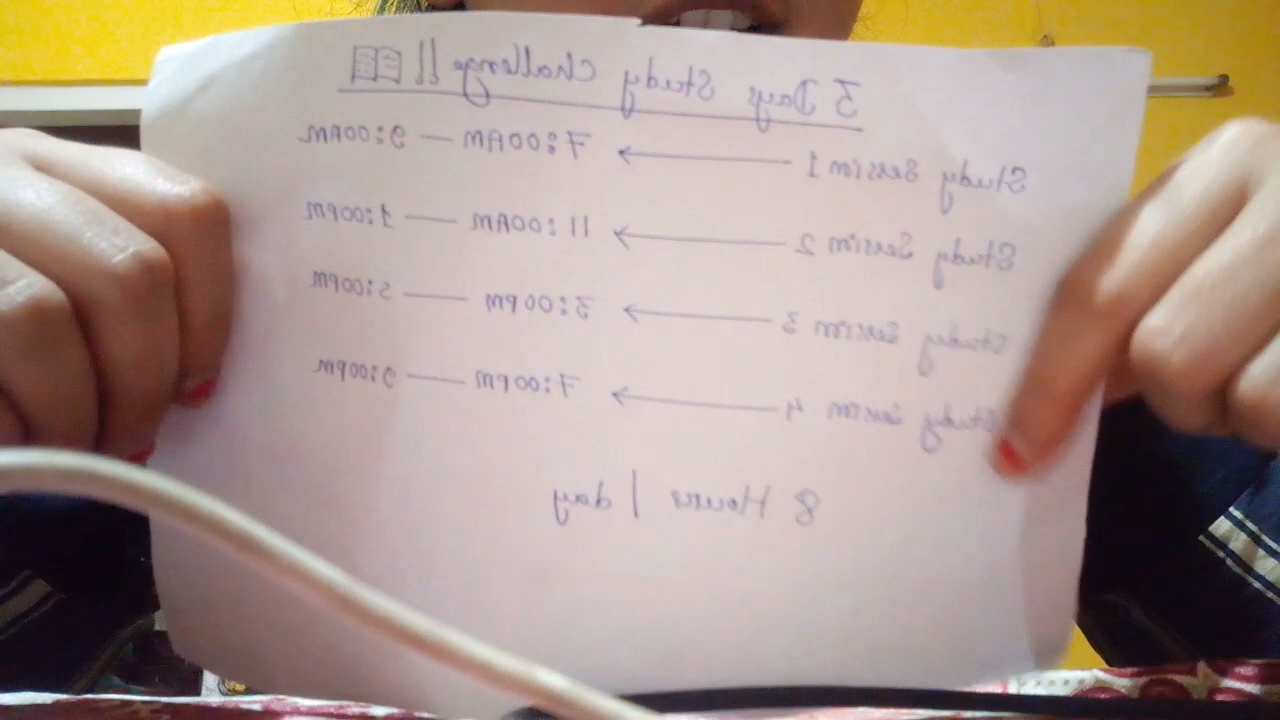 3 Days Study Challenge !!
Study Session 1 → 7:00AM — 9:00AM
Study Session 2 → 11:00AM — 1:00PM
Study Session 3 → 3:00PM — 5:00PM
Study Session 4 → 7:00PM — 9:00PM
8 Hours / day